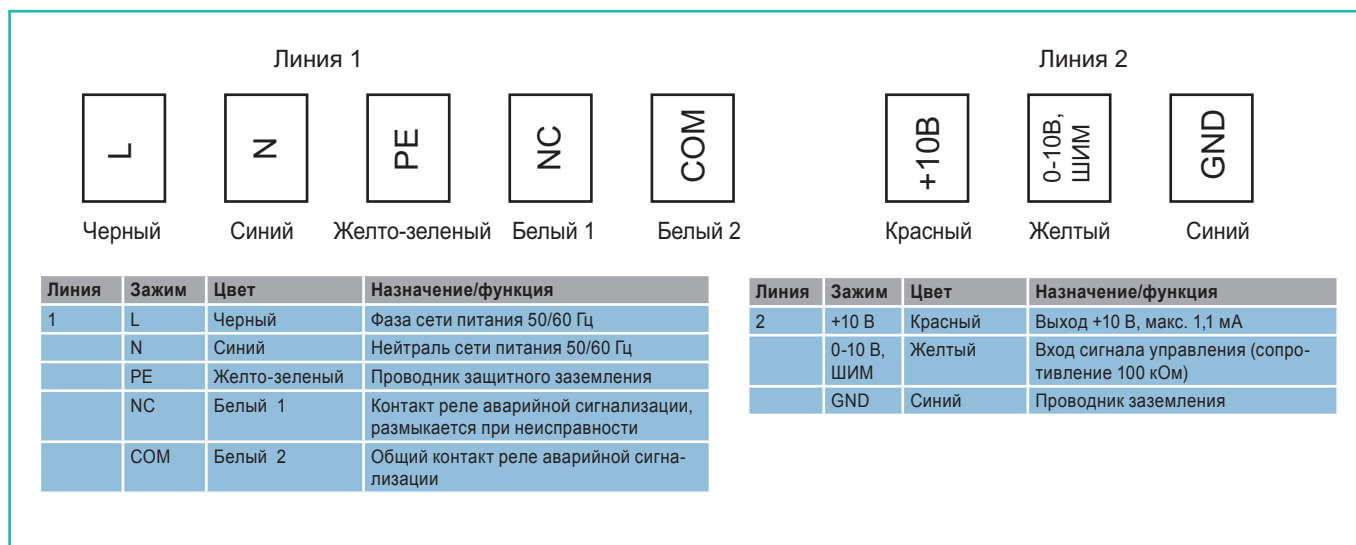 Линия 1
L
N
PE
NC
COM
Черный
Синий
Желто-зеленый
Белый 1
Белый 2
Линия 2
+10В
0-10В,
ШИМ
GND
Красный
Желтый
Синий
Линия Зажим Цвет Назначение/функция
1 L Черный Фаза сети питания 50/60 Гц
N Синий Нейтраль сети питания 50/60 Гц
PE Желто-зеленый Проводник защитного заземления
NC Белый 1 Контакт реле аварийной сигнализации,
размыкается при неисправности
COM Белый 2 Общий контакт реле аварийной сигна-
лизации
Линия Зажим Цвет Назначение/функция
2 +10 В Красный Выход +10 В, макс. 1,1 мА
0-10 В, Желтый Вход сигнала управления (сопро-
ШИМ тивление 100 кОм)
GND Синий Проводник заземления